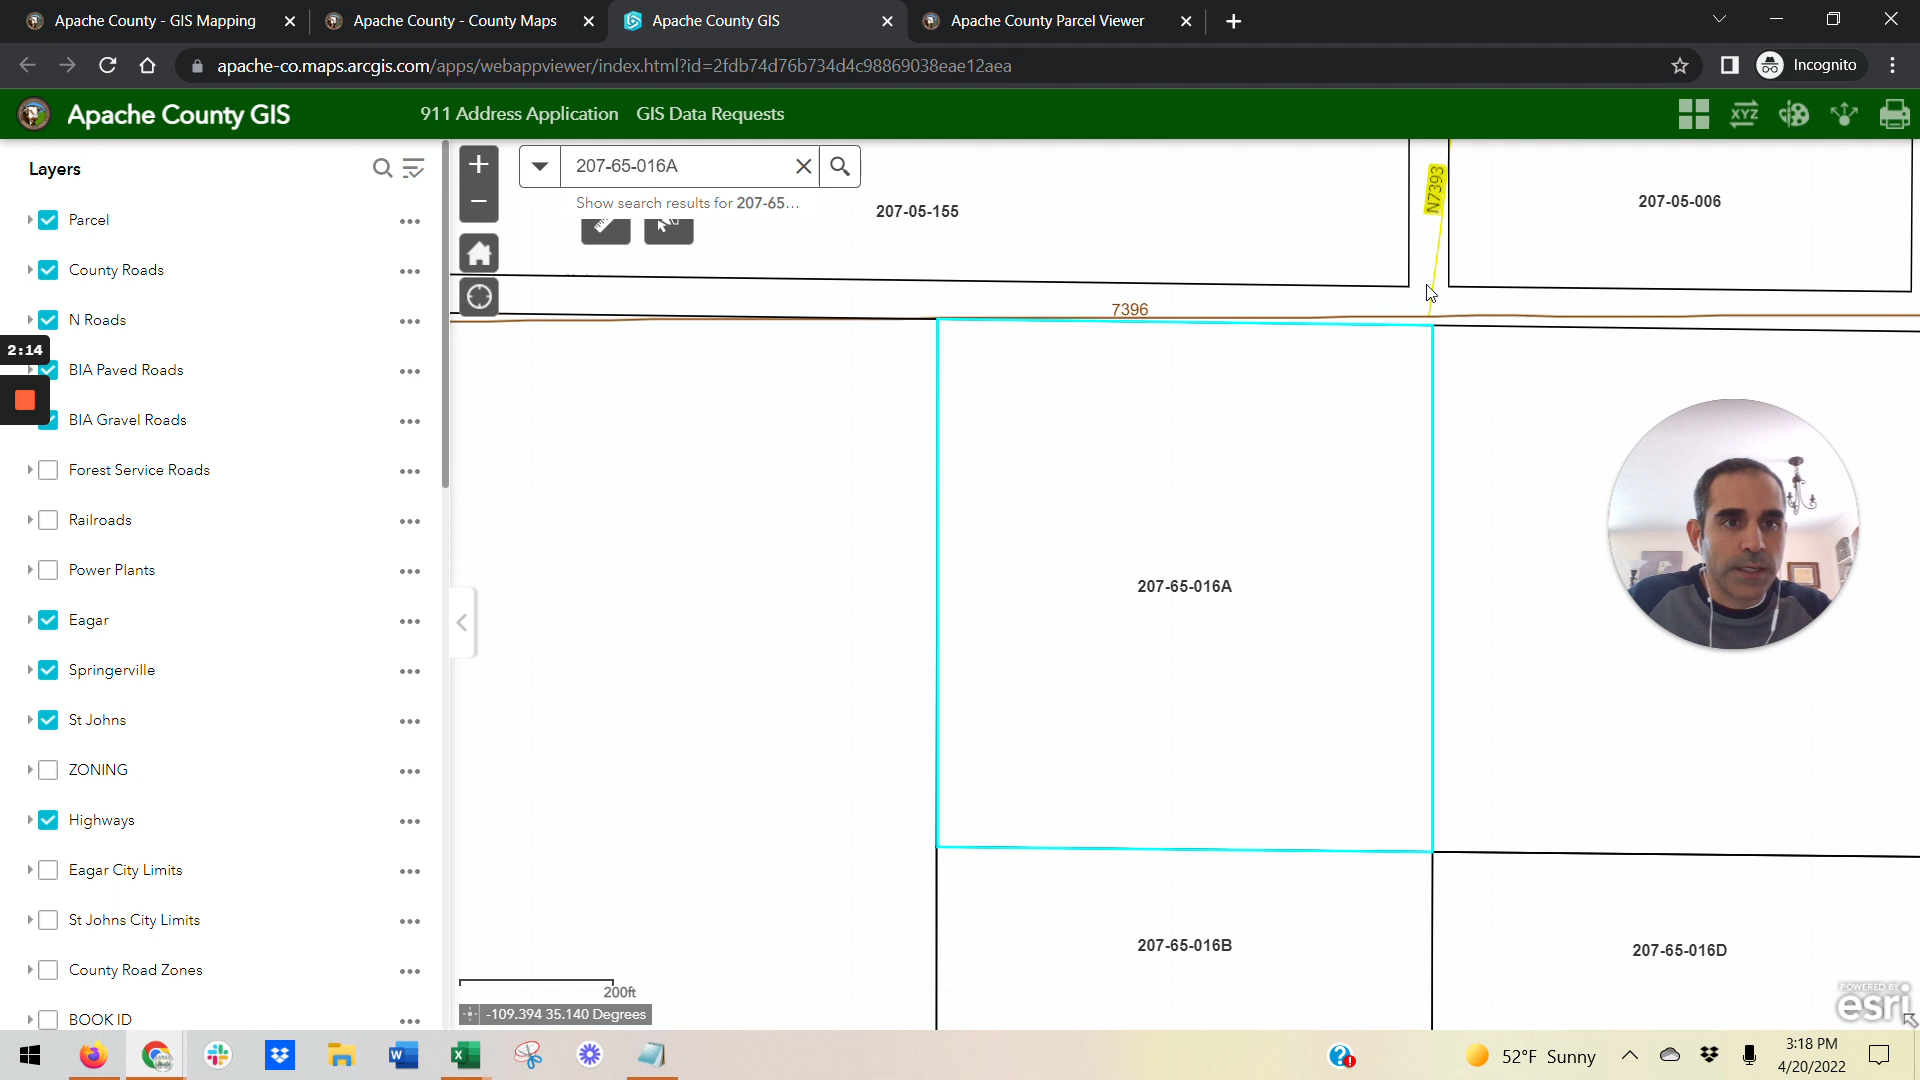 Apache County - GIS Mapping
Apache County - County Maps
Apache County GIS
Apache County Parcel Viewer
apache-co.maps.arcgis.com/apps/webappviewer/index.html?id=2fdb74d76b734d4c98869038eae12aea
Incognito
Apache County GIS
911 Address Application
GIS Data Requests
XYZ
Layers
Parcel
County Roads
N Roads
BIA Paved Roads
BIA Gravel Roads
Forest Service Roads
Railroads
Power Plants
Eagar
Springerville
St Johns
ZONING
Highways
Eagar City Limits
St Johns City Limits
County Road Zones
BOOK ID
2:14
207-65-016A
Show search results for 207-65...
207-05-155
N7393
207-05-006
7396
207-65-016A
207-65-016B
207-65-016D
200ft
-109.394 35.140 Degrees
POWERED BY
esri
52°F Sunny
3:18 PM
4/20/2022